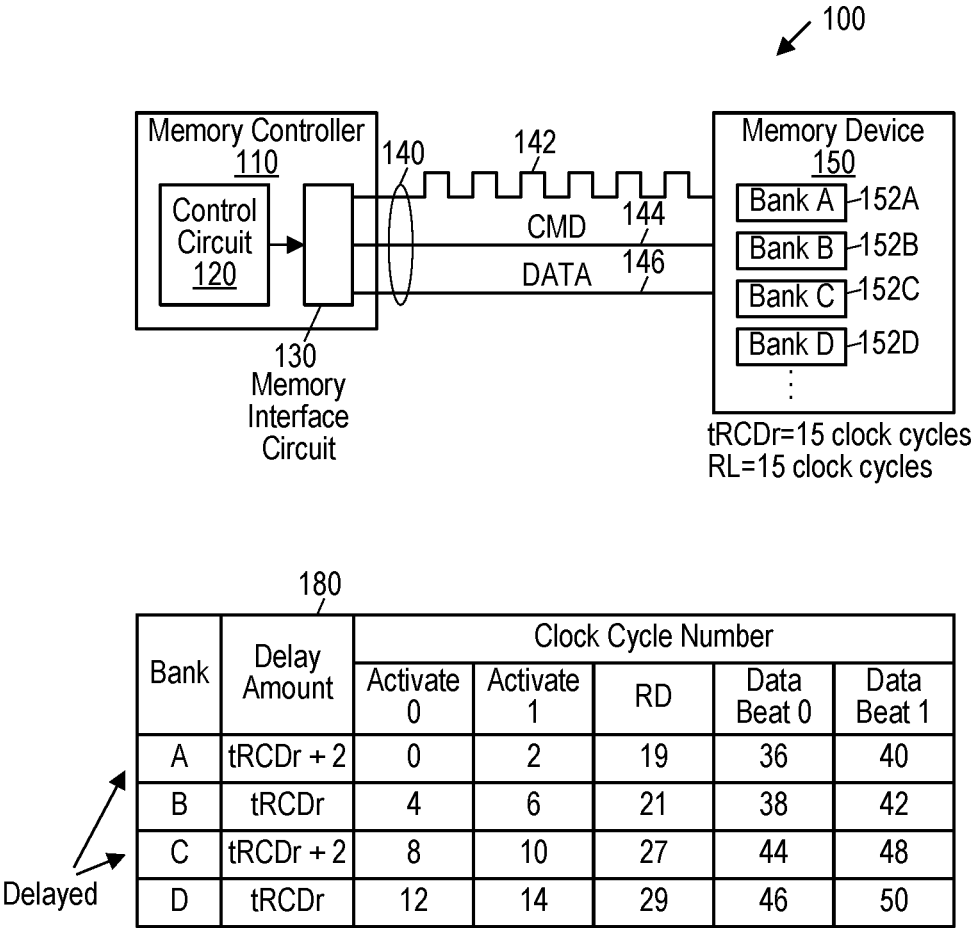 100
Memory Controller
110
Control
Circuit
120
130
Memory
Interface
Circuit
140
142
CMD
144
DATA
146
Memory Device
150
Bank A
152A
Bank B
152B
Bank C
152C
Bank D
152D
tRCDr=15 clock cycles
RL=15 clock cycles
180
Bank
Delay
Amount
Clock Cycle Number
Activate
0
Activate
1
RD
Data
Beat 0
Data
Beat 1
A tRCDr + 2 0 2 19 36 40
B tRCDr 4 6 21 38 42
C tRCDr + 2 8 10 27 44 48
D tRCDr 12 14 29 46 50
Delayed